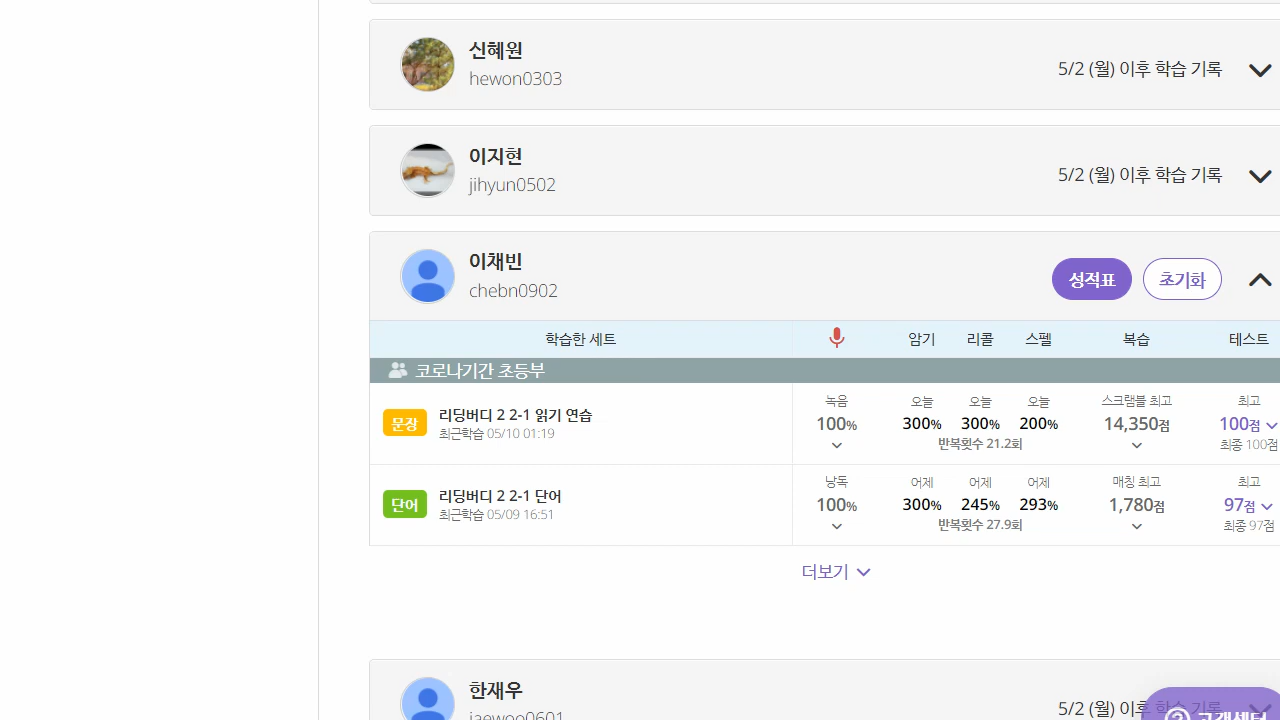 신혜원
hewon0303
5/2 (월) 이후 학습 기록
이지현
jihyun0502
5/2 (월) 이후 학습 기록
이채빈
chebn0902
성적표
초기화
학습한 세트
암기 리콜 스펠 복습 테스트
코로나기간 초등부
문장
리딩버디 2 2-1 읽기 연습
최근학습 05/10 01:19
녹음 오늘 오늘 오늘 스크램블 최고 최고
100% 300% 300% 200% 14,350점 100점
반복횟수 21.2회 최종 100점
단어
리딩버디 2 2-1 단어
최근학습 05/09 16:51
낭독 어제 어제 어제 매칭 최고 최고
100% 300% 245% 293% 1,780점 97점
반복횟수 27.9회 최종 97점
더보기
한재우
jaewoo0601
5/2 (월) 이후 학습 기록
고객센터